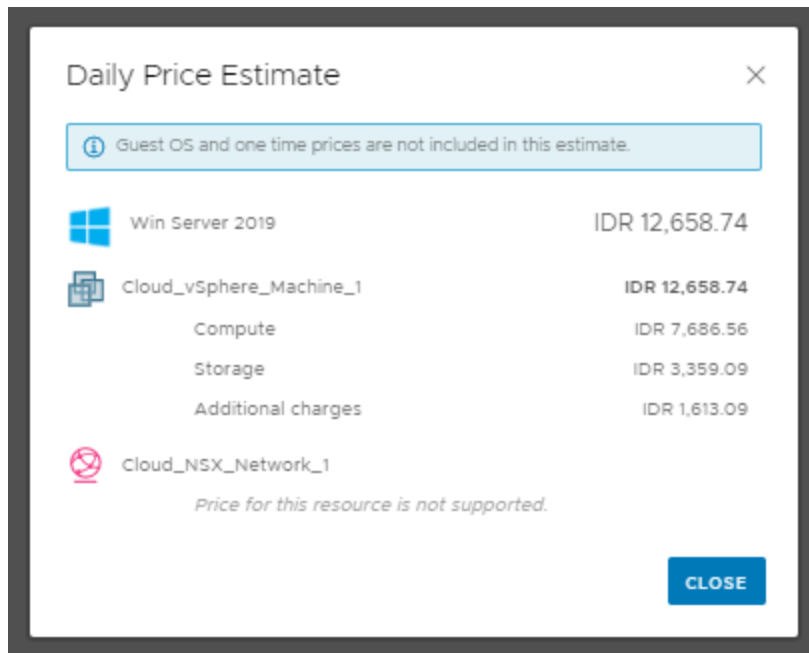 Daily Price Estimate
Guest OS and one time prices are not included in this estimate.
Win Server 2019 IDR 12,658.74
Cloud_vSphere_Machine_1 IDR 12,658.74
Compute IDR 7,686.56
Storage IDR 3,359.09
Additional charges IDR 1,613.09
Cloud_NSX_Network_1
Price for this resource is not supported.
CLOSE